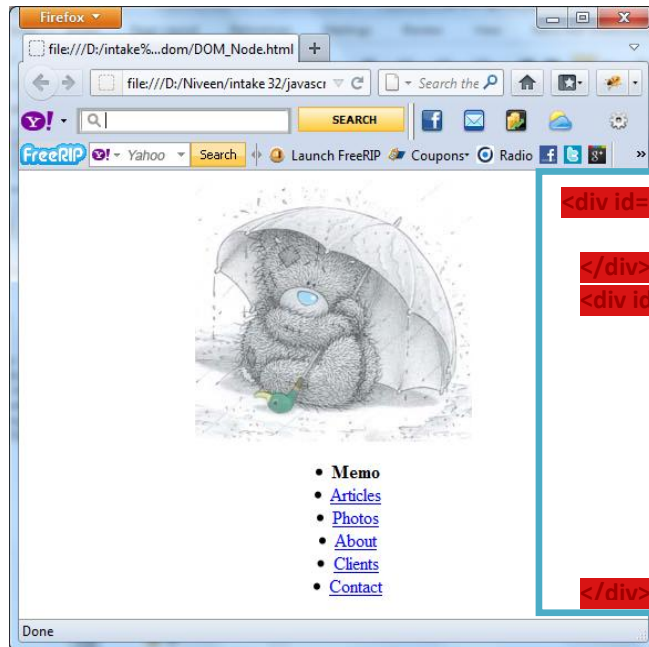 Firefox
file:///D:/intake%...dom/DOM_Node.html +
file:///D:/Niveen/intake 32/javascr
Search the
Y! SEARCH
FreeRIP Y! Yahoo Search Launch FreeRIP Coupons Radio f g+ »
<div id=
</div>
<div id
Memo
Articles
Photos
About
Clients
Contact
</div>
Done